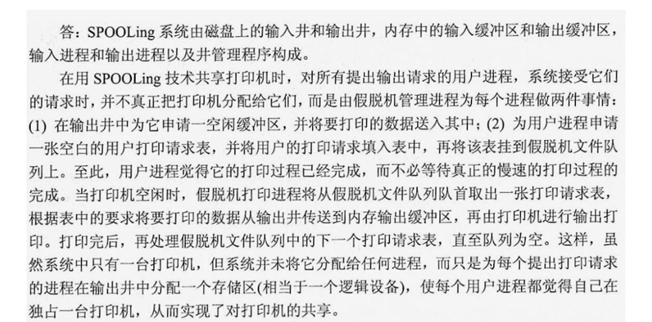 答：SPOOLing 系统由磁盘上的输入井和输出井，内存中的输入缓冲区和输出缓冲区，
输入进程和输出进程以及井管理程序构成。
在用 SPOOLing 技术共享打印机时，对所有提出输出请求的用户进程，系统接受它们
的请求时，并不真正把打印机分配给它们，而是由假脱机管理进程为每个进程做两件事情：
(1) 在输出井中为它申请一空闲缓冲区，并将要打印的数据送入其中；(2) 为用户进程申请
一张空白的用户打印请求表，并将用户的打印请求填入表中，再将该表挂到假脱机文件队
列上。至此，用户进程觉得它的打印过程已经完成，而不必等待真正的慢速的打印过程的
完成。当打印机空闲时，假脱机打印进程将从假脱机文件队列队首取出一张打印请求表，
根据表中的要求将要打印的数据从输出井传送到内存输出缓冲区，再由打印机进行输出打
印。打印完后，再处理假脱机文件队列中的下一个打印请求表，直至队列为空。这样，虽
然系统中只有一台打印机，但系统并未将它分配给任何进程，而只是为每个提出打印请求
的进程在输出井中分配一个存储区(相当于一个逻辑设备)，使每个用户进程都觉得自己在
独占一台打印机，从而实现了对打印机的共享。